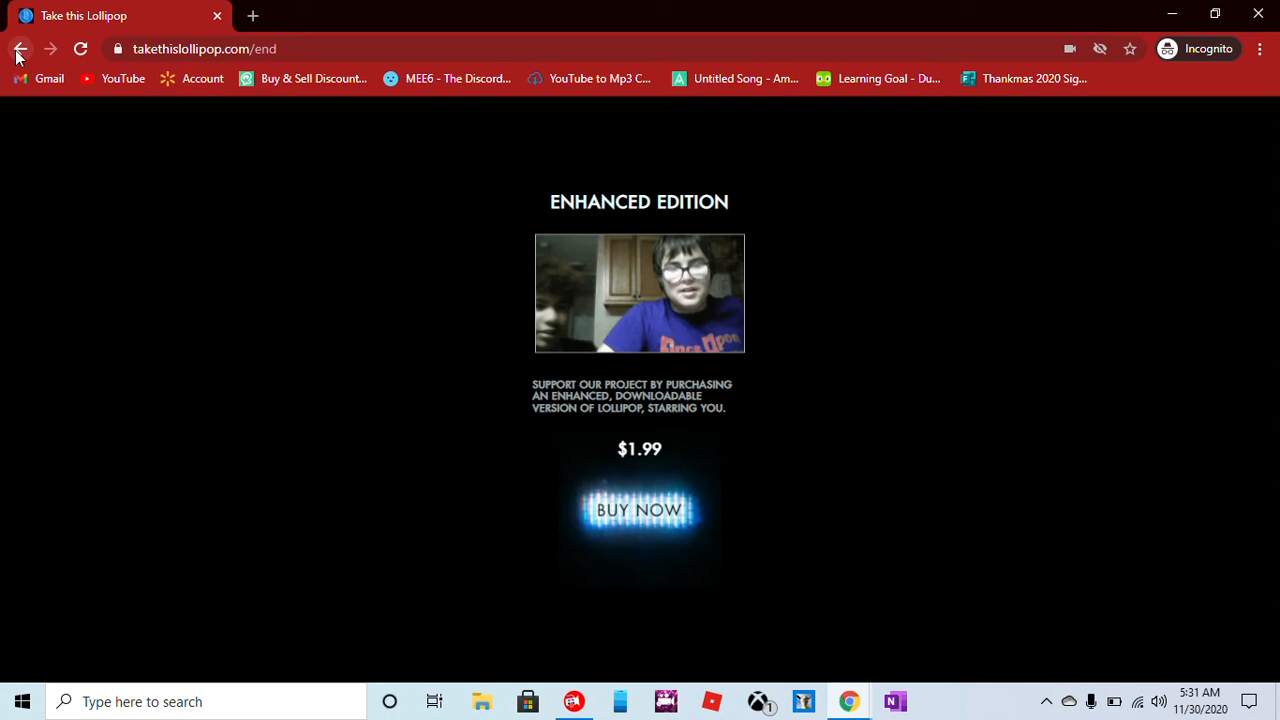 Take this Lollipop
takethislollipop.com/end
Incognito
Gmail
YouTube
Account
Buy & Sell Discount...
MEE6 - The Discord...
YouTube to Mp3 C...
Untitled Song - Am...
Learning Goal - Du...
Thankmas 2020 Sig...
ENHANCED EDITION
Once Upon
SUPPORT OUR PROJECT BY PURCHASING
AN ENHANCED, DOWNLOADABLE
VERSION OF LOLLIPOP, STARRING YOU.
$1.99
BUY NOW
Type here to search
1
5:31 AM
11/30/2020